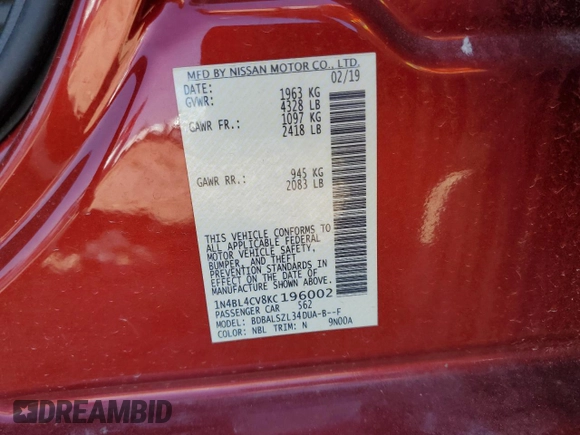 MFD BY NISSAN MOTOR CO., LTD.
DATE: 02/19
GVWR: 1963 KG
4328 LB
GAWR FR.: 1097 KG
2418 LB
GAWR RR.: 945 KG
2083 LB
THIS VEHICLE CONFORMS TO
ALL APPLICABLE FEDERAL
MOTOR VEHICLE SAFETY,
BUMPER, AND THEFT
PREVENTION STANDARDS IN
EFFECT ON THE DATE OF
MANUFACTURE SHOWN ABOVE.
1N4BL4CV8KC196002
PASSENGER CAR S62
MODEL: BDBALSZL34DUA-B--F
COLOR: NBL TRIM: N 9N00A
DREAMBID